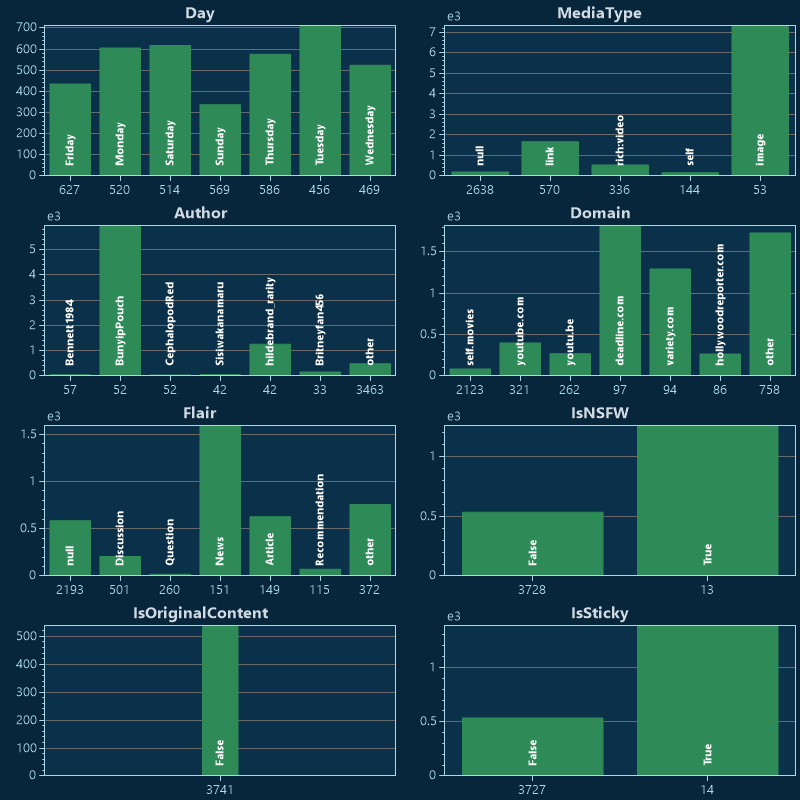 Day
700
600
500
400
300
200
100
0
Friday
Monday
Saturday
Sunday
Thursday
Tuesday
Wednesday
627 520 514 569 586 456 469
MediaType
e3
7
6
5
4
3
2
1
0
null
link
rich:video
self
image
2638 570 336 144 53
Author
e3
5
4
3
2
1
0
Bennett1984
BunyipPouch
CephalopodRed
Sisiwakanamaru
hildebrand_rarity
Britneyfan456
other
57 52 52 42 42 33 3463
Domain
e3
1.5
1
0.5
0
self.movies
youtube.com
youtu.be
deadline.com
variety.com
hollywoodreporter.com
other
2123 321 262 97 94 86 758
Flair
e3
1.5
1
0.5
0
null
Discussion
Question
News
Article
Recommendation
other
2193 501 260 151 149 115 372
IsNSFW
e3
1
0.5
0
False
True
3728 13
IsOriginalContent
500
400
300
200
100
0
False
3741
IsSticky
e3
1
0.5
0
False
True
3727 14